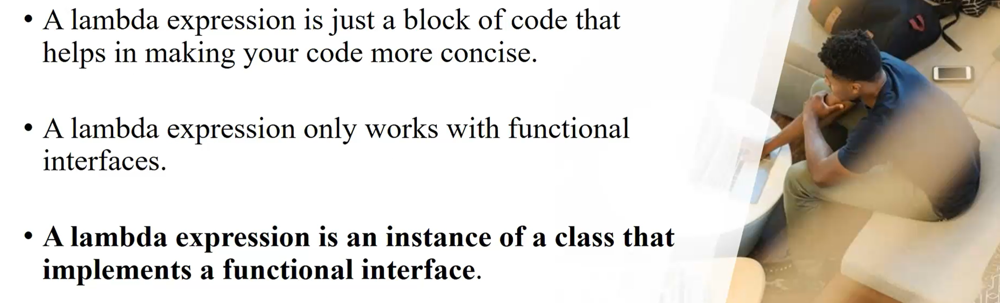 • A lambda expression is just a block of code that
helps in making your code more concise.
• A lambda expression only works with functional
interfaces.
• A lambda expression is an instance of a class that
implements a functional interface.